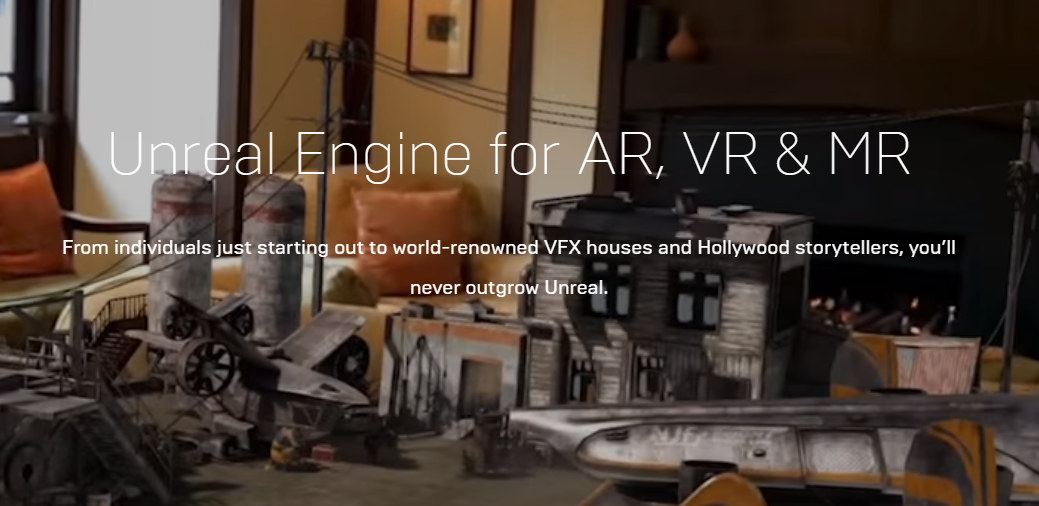 Unreal Engine for AR, VR & MR
From individuals just starting out to world-renowned VFX houses and Hollywood storytellers, you’ll
never outgrow Unreal.